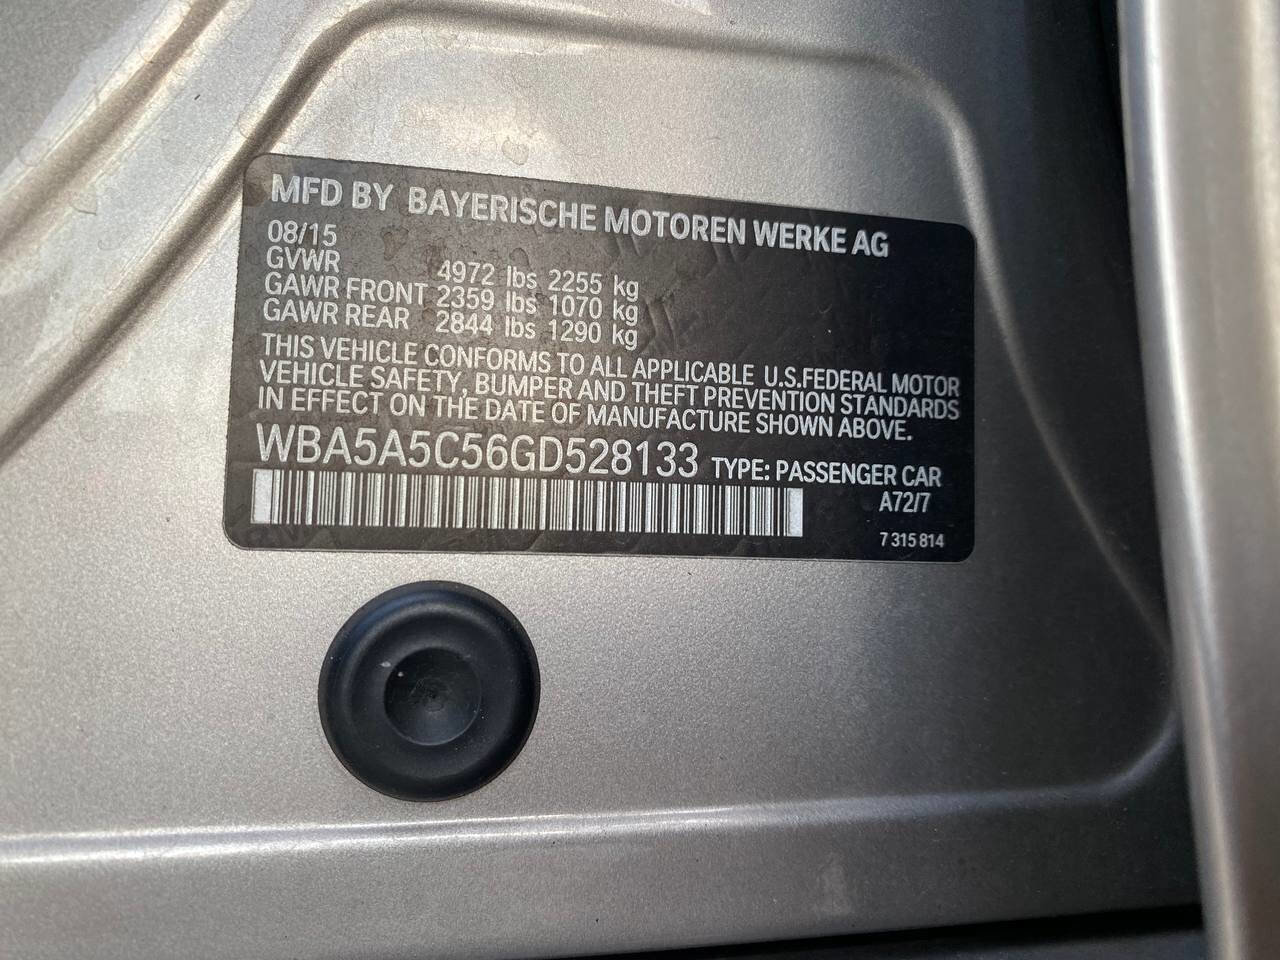 MFD BY BAYERISCHE MOTOREN WERKE AG
08/15
GVWR 4972 lbs 2255 kg
GAWR FRONT 2359 lbs 1070 kg
GAWR REAR 2844 lbs 1290 kg
THIS VEHICLE CONFORMS TO ALL APPLICABLE U.S.FEDERAL MOTOR
VEHICLE SAFETY, BUMPER AND THEFT PREVENTION STANDARDS
IN EFFECT ON THE DATE OF MANUFACTURE SHOWN ABOVE.
WBA5A5C56GD528133 TYPE: PASSENGER CAR
A72/7
7 315 814